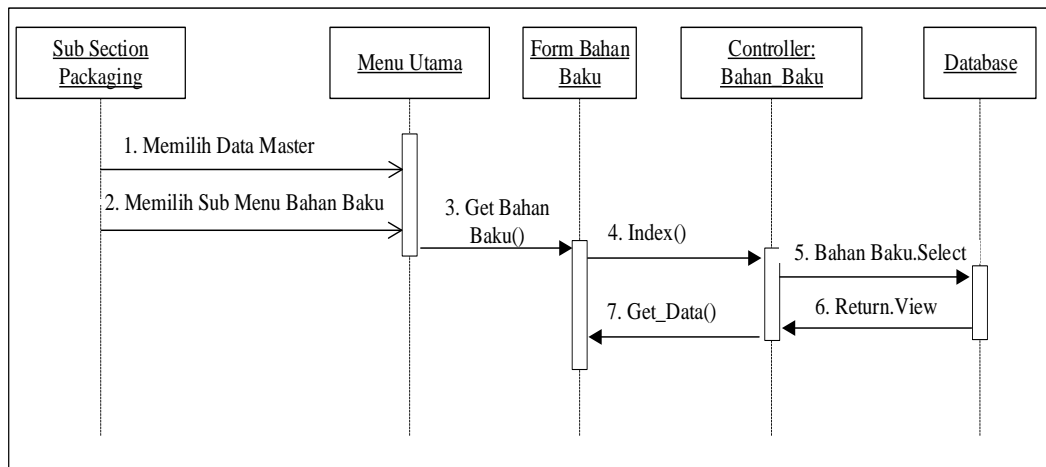 Sub Section
Packaging
Menu Utama
Form Bahan
Baku
Controller:
Bahan_Baku
Database
1. Memilih Data Master
2. Memilih Sub Menu Bahan Baku
3. Get Bahan
Baku()
4. Index()
5. Bahan Baku.Select
6. Return.View
7. Get_Data()